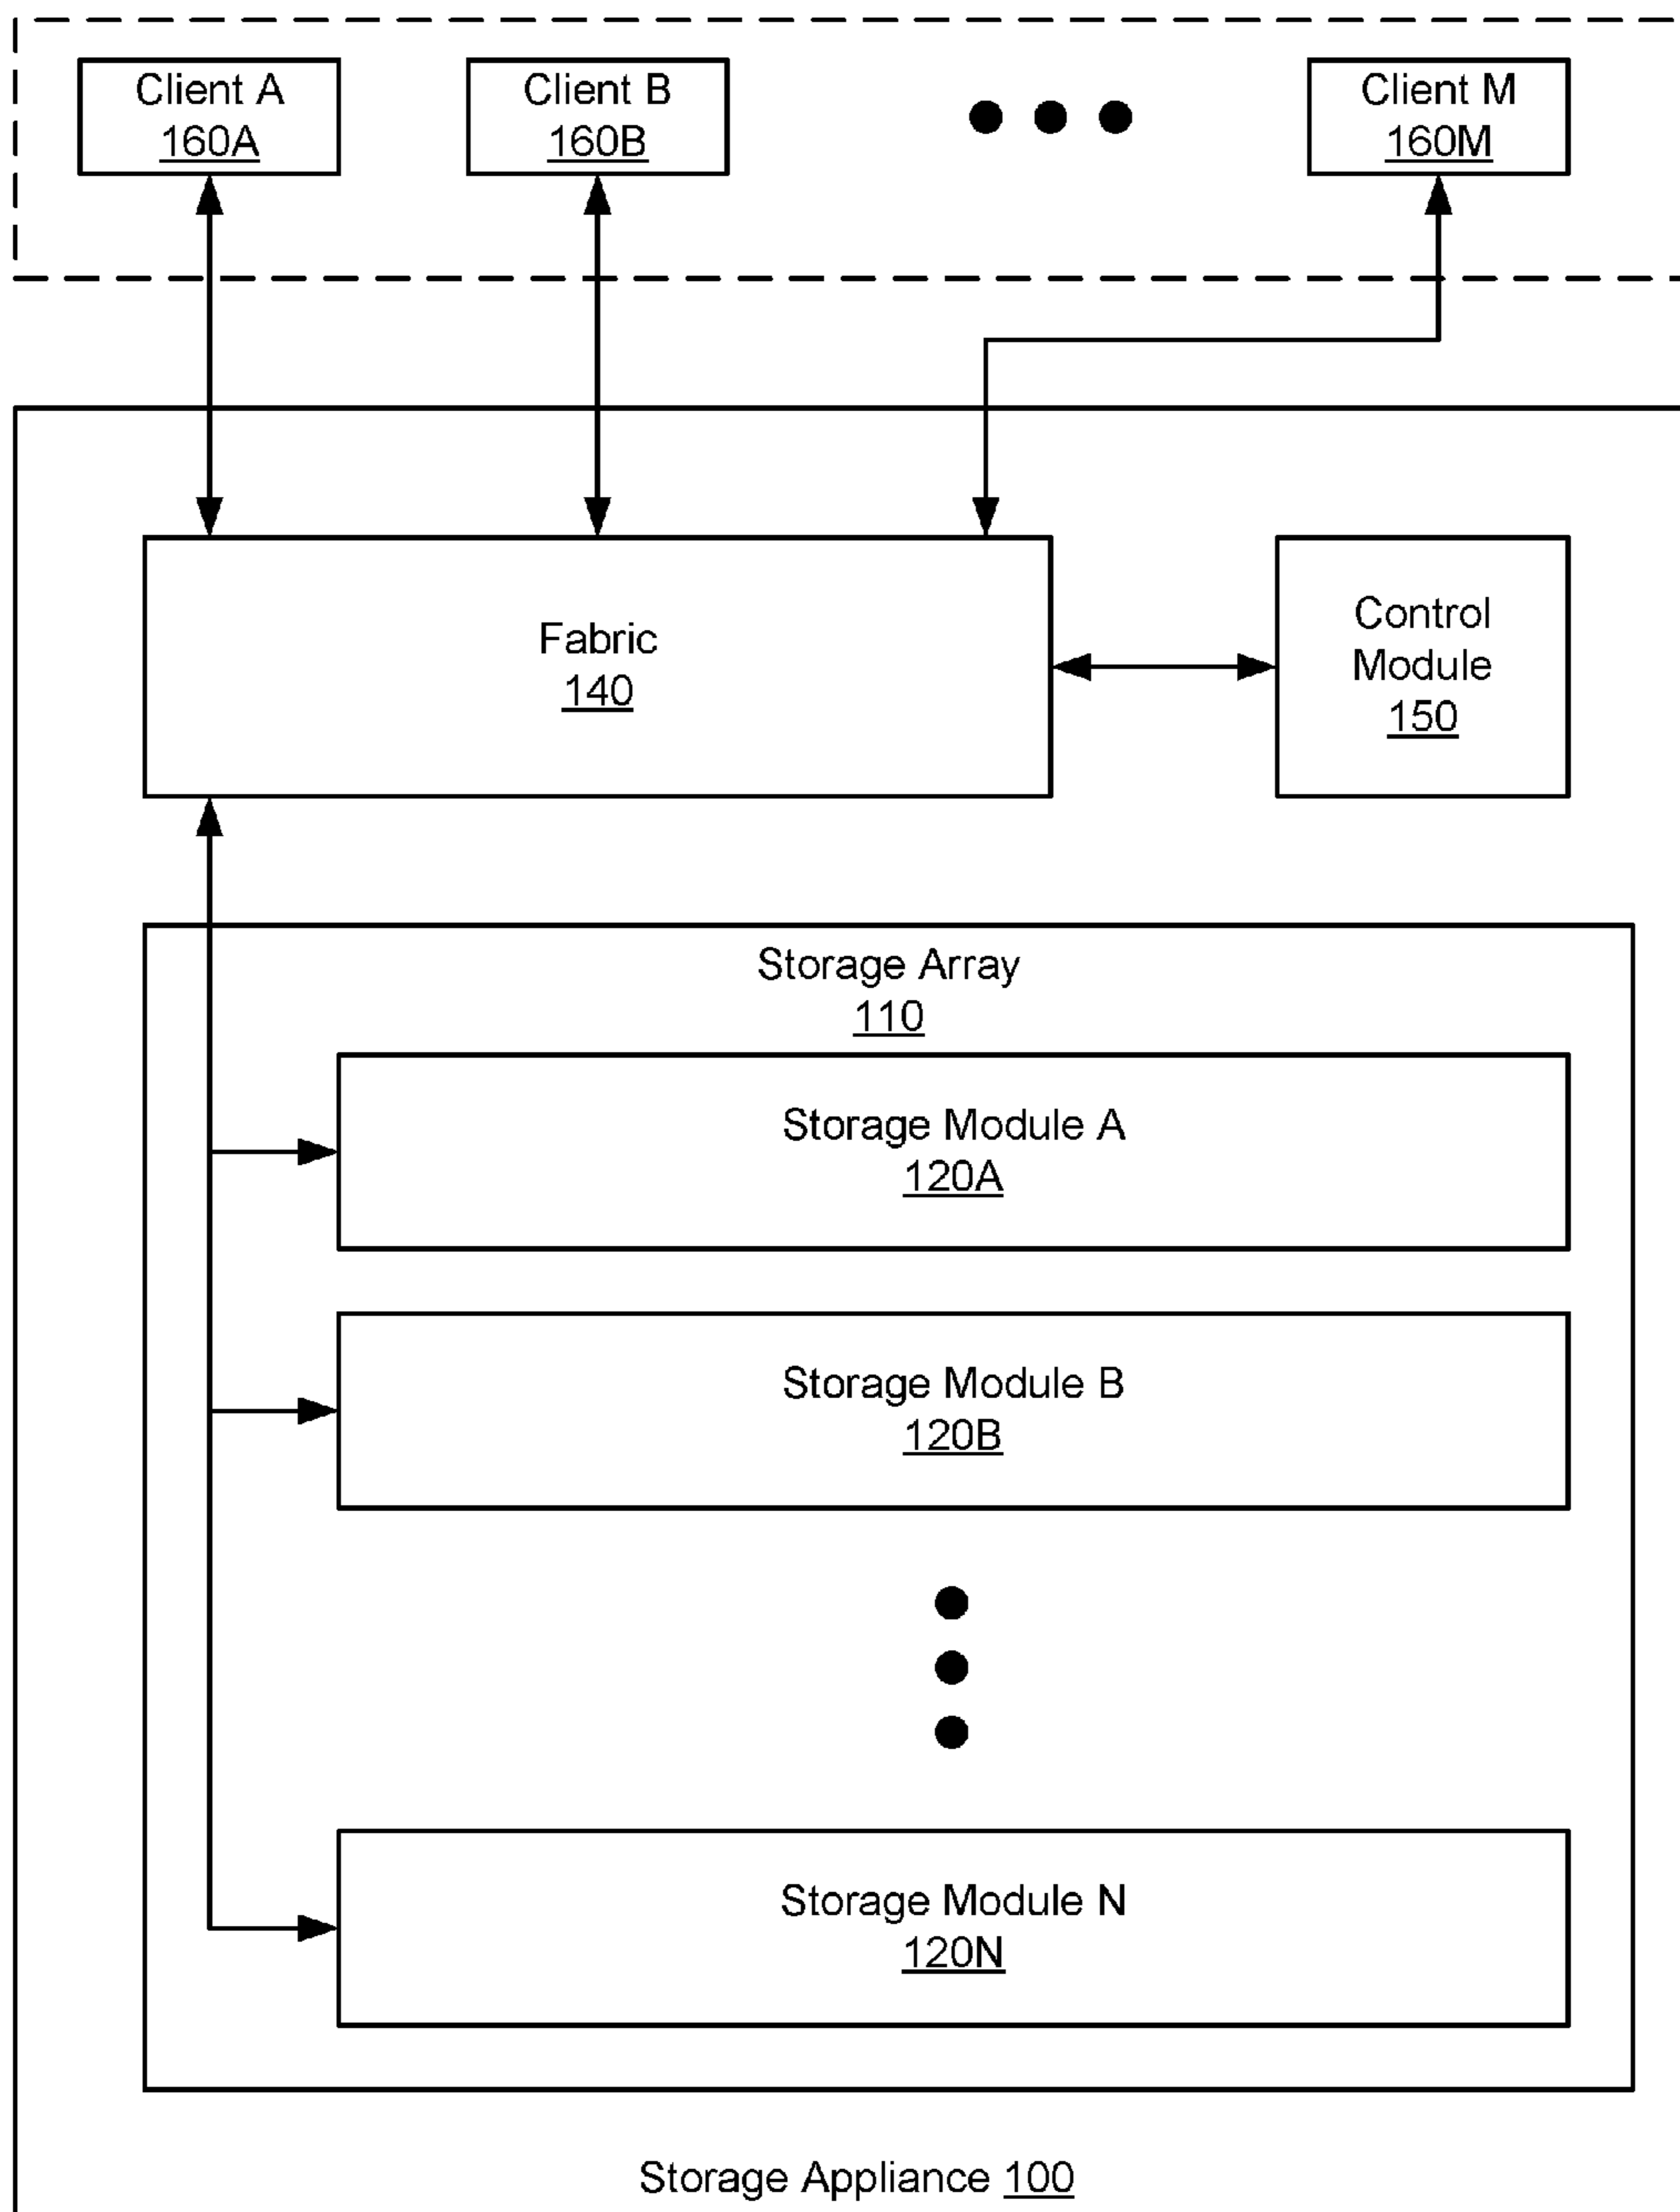 Client A
160A
Client B
160B
Client M
160M
Fabric
140
Control
Module
150
Storage Array
110
Storage Module A
120A
Storage Module B
120B
Storage Module N
120N
Storage Appliance 100